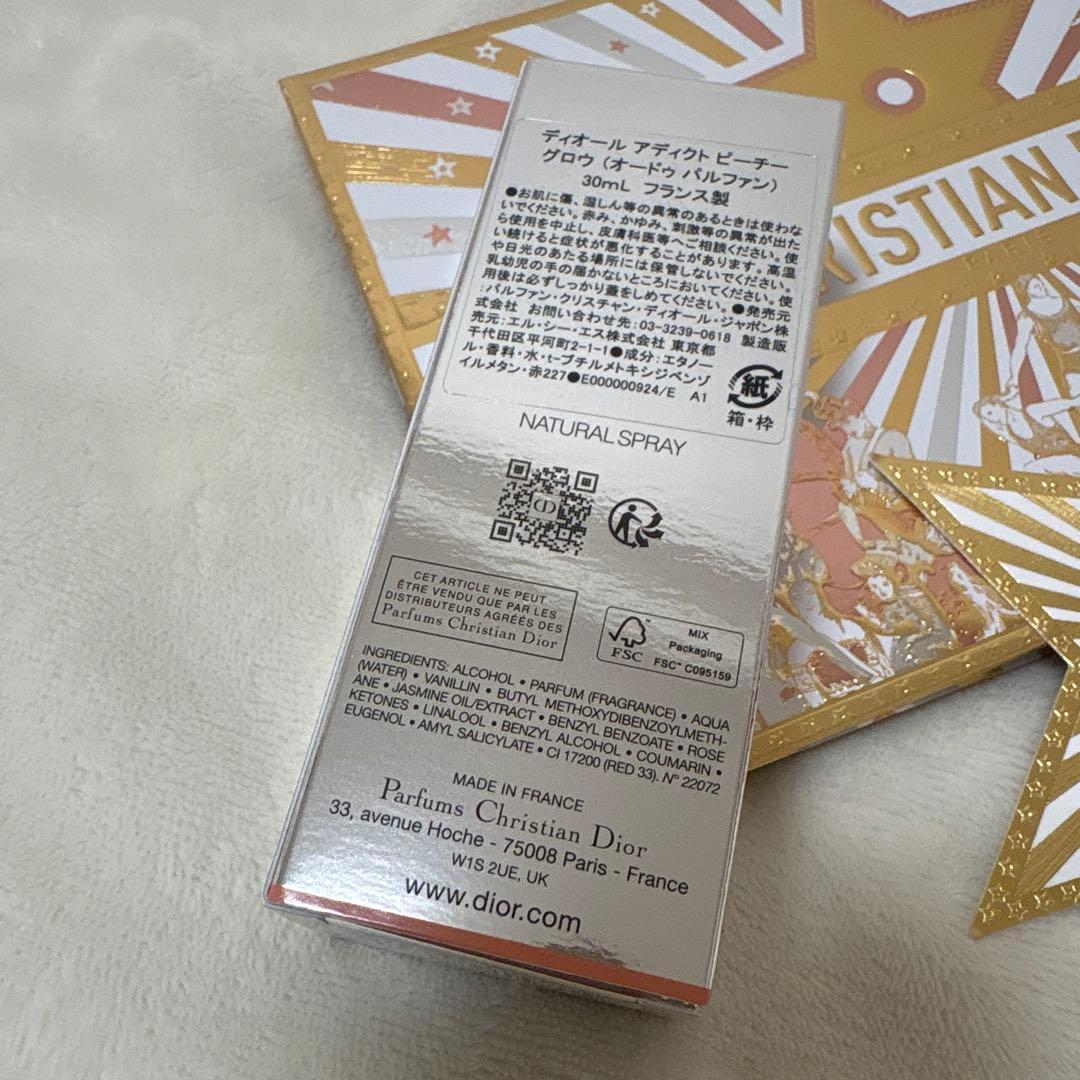 ディオール アディクト ピーチー
グロウ (オードゥ パルファン)
30mL フランス製
●お肌に傷、湿しん等の異常のあるときは使わな
いでください。赤み、かゆみ、刺激等の異常が出た
ら使用を中止し、皮膚科医等へご相談ください。使
い続けると症状が悪化することがあります。高温
や日光のあたる場所には保管しないでください。
乳幼児の手の届かないところにおいてください。使
用後は必ずしっかり蓋をしめてください。●発売元
:パルファン・クリスチャン・ディオール・ジャポン株
式会社 お問い合わせ先:03-3239-0618 製造販
売元:エル・シー・エス株式会社 東京都
千代田区平河町2-1-1●成分:エタノー
ル・香料・水・t-ブチルメトキシジベンゾ
イルメタン・赤227●E000000924/E A1
紙
箱・枠
NATURAL SPRAY
CD
CET ARTICLE NE PEUT
ÊTRE VENDU QUE PAR LES
DISTRIBUTEURS AGRÉÉS DES
Parfums Christian Dior
FSC
MIX
Packaging
FSC™ C095159
INGREDIENTS: ALCOHOL • PARFUM (FRAGRANCE) • AQUA
(WATER) • VANILLIN • BUTYL METHOXYDIBENZOYLMETH-
ANE • JASMINE OIL/EXTRACT • BENZYL BENZOATE • ROSE
KETONES • LINALOOL • BENZYL ALCOHOL • COUMARIN •
EUGENOL • AMYL SALICYLATE • CI 17200 (RED 33). N° 22072
MADE IN FRANCE
Parfums Christian Dior
33, avenue Hoche - 75008 Paris - France
W1S 2UE, UK
www.dior.com
RISTIAN
PARIS